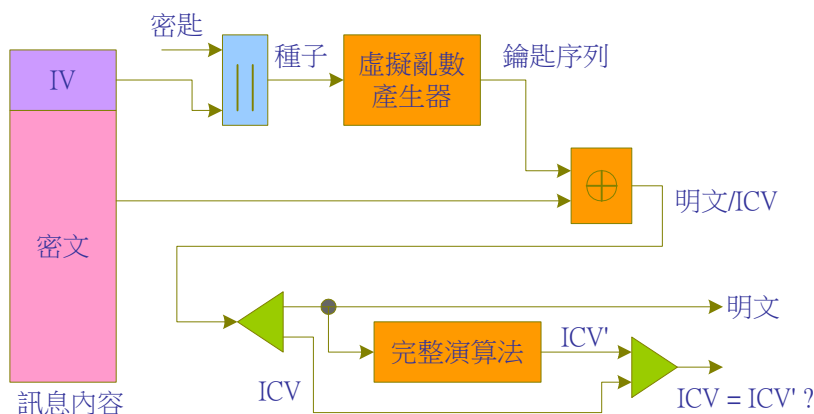 密匙
IV
||
種子
虛擬亂數
產生器
鑰匙序列
⊕
明文/ICV
密文
明文
完整演算法
ICV'
ICV
ICV = ICV' ?
訊息內容